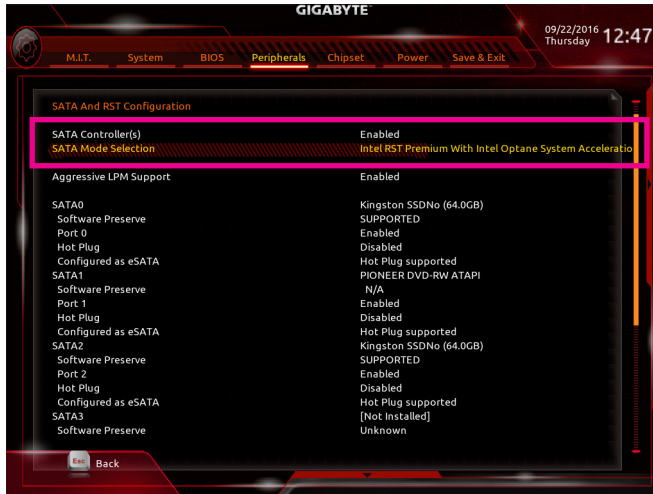 GIGABYTE™
09/22/2016 12:47
Thursday
M.I.T. System BIOS Peripherals Chipset Power Save & Exit
SATA And RST Configuration
SATA Controller(s) Enabled
SATA Mode Selection Intel RST Premium With Intel Optane System Acceleratio
Aggressive LPM Support Enabled
SATA0 Kingston SSDNo (64.0GB)
Software Preserve SUPPORTED
Port 0 Enabled
Hot Plug Disabled
Configured as eSATA Hot Plug supported
SATA1 PIONEER DVD-RW ATAPI
Software Preserve N/A
Port 1 Enabled
Hot Plug Disabled
Configured as eSATA Hot Plug supported
SATA2 Kingston SSDNo (64.0GB)
Software Preserve SUPPORTED
Port 2 Enabled
Hot Plug Disabled
Configured as eSATA Hot Plug supported
SATA3 [Not Installed]
Software Preserve Unknown
Esc Back